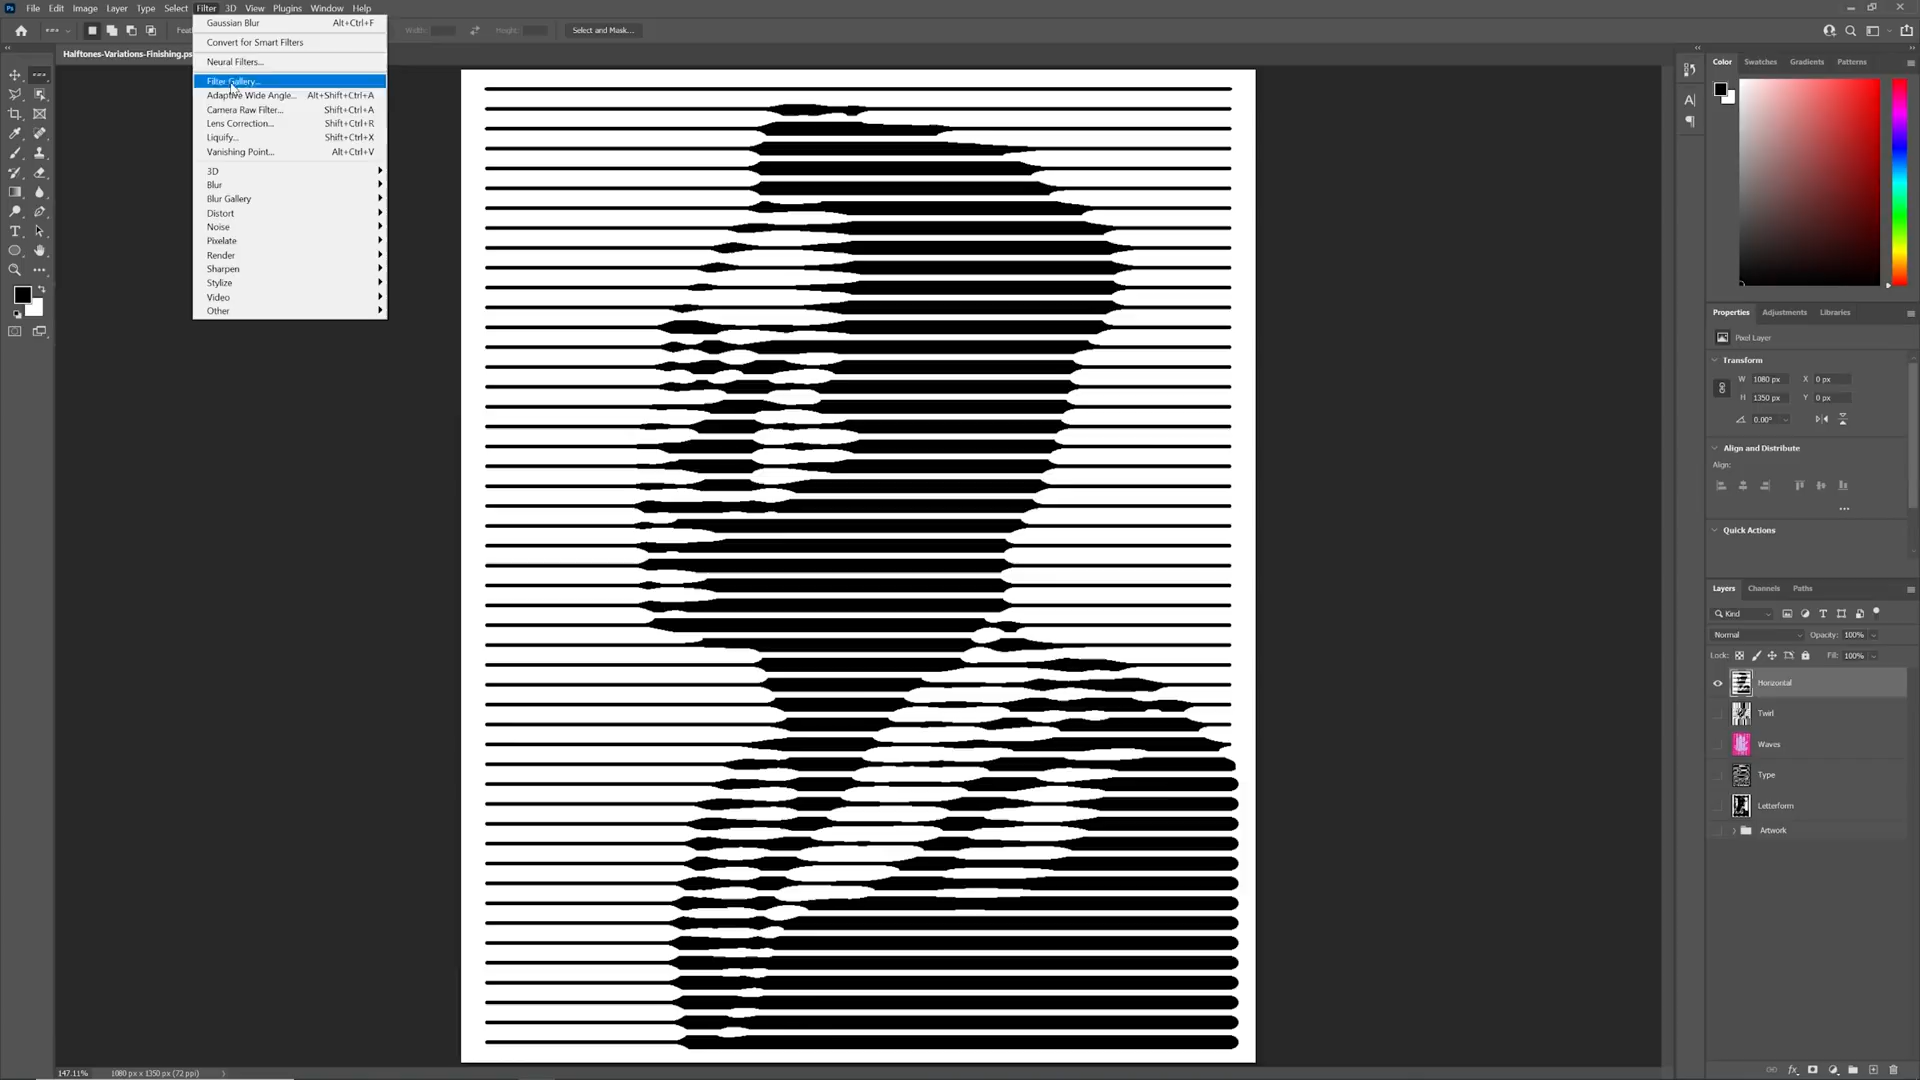 Ps File Edit Image Layer Type Select Filter 3D View Plugins Window Help
Width: Height: Select and Mask...
Halftones-Variations-Finishing.ps
Gaussian Blur Alt+Ctrl+F
Convert for Smart Filters
Neural Filters...
Filter Gallery...
Adaptive Wide Angle... Alt+Shift+Ctrl+A
Camera Raw Filter... Shift+Ctrl+A
Lens Correction... Shift+Ctrl+R
Liquify... Shift+Ctrl+X
Vanishing Point... Alt+Ctrl+V
3D
Blur
Blur Gallery
Distort
Noise
Pixelate
Render
Sharpen
Stylize
Video
Other
Color Swatches Gradients Patterns
Properties Adjustments Libraries
Pixel Layer
Transform
W 1080 px X 0 px
H 1350 px Y 0 px
0.00°
Align and Distribute
Align:
Quick Actions
Layers Channels Paths
Kind
Normal Opacity: 100%
Lock: Fill: 100%
Horizontal
Twirl
Waves
Type
Letterform
Artwork
147.11% 1080 px x 1350 px (72 ppi)